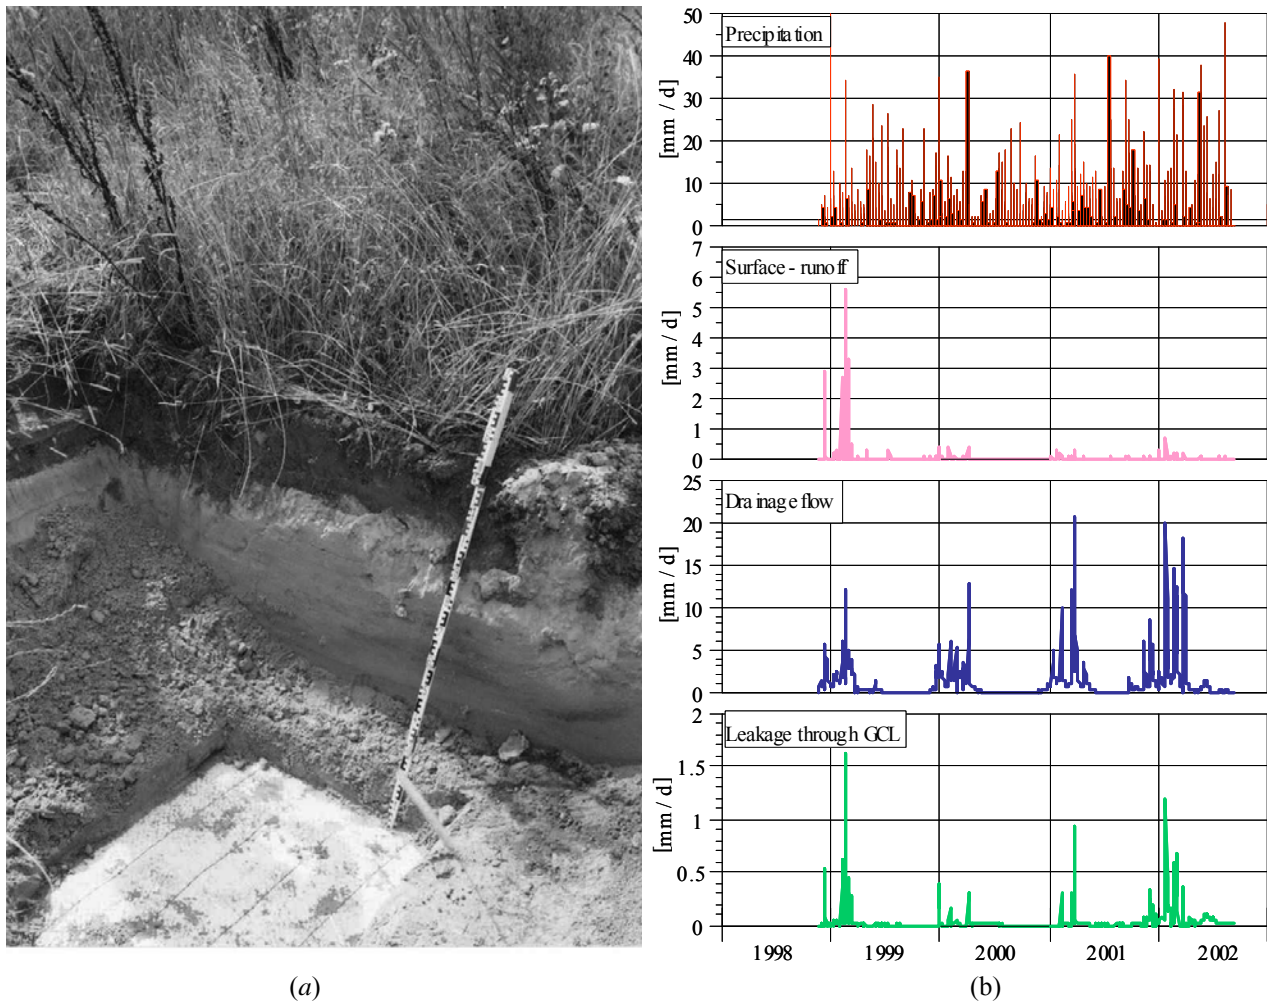 50
Precipitation
40
30
20
10
0
[mm / d]
7
Surface - runoff
6
5
4
3
2
1
0
[mm / d]
25
Drainage flow
20
15
10
5
0
[mm / d]
2
Leakage through GCL
1.5
1
0.5
0
[mm / d]
1998 1999 2000 2001 2002
(a) (b)